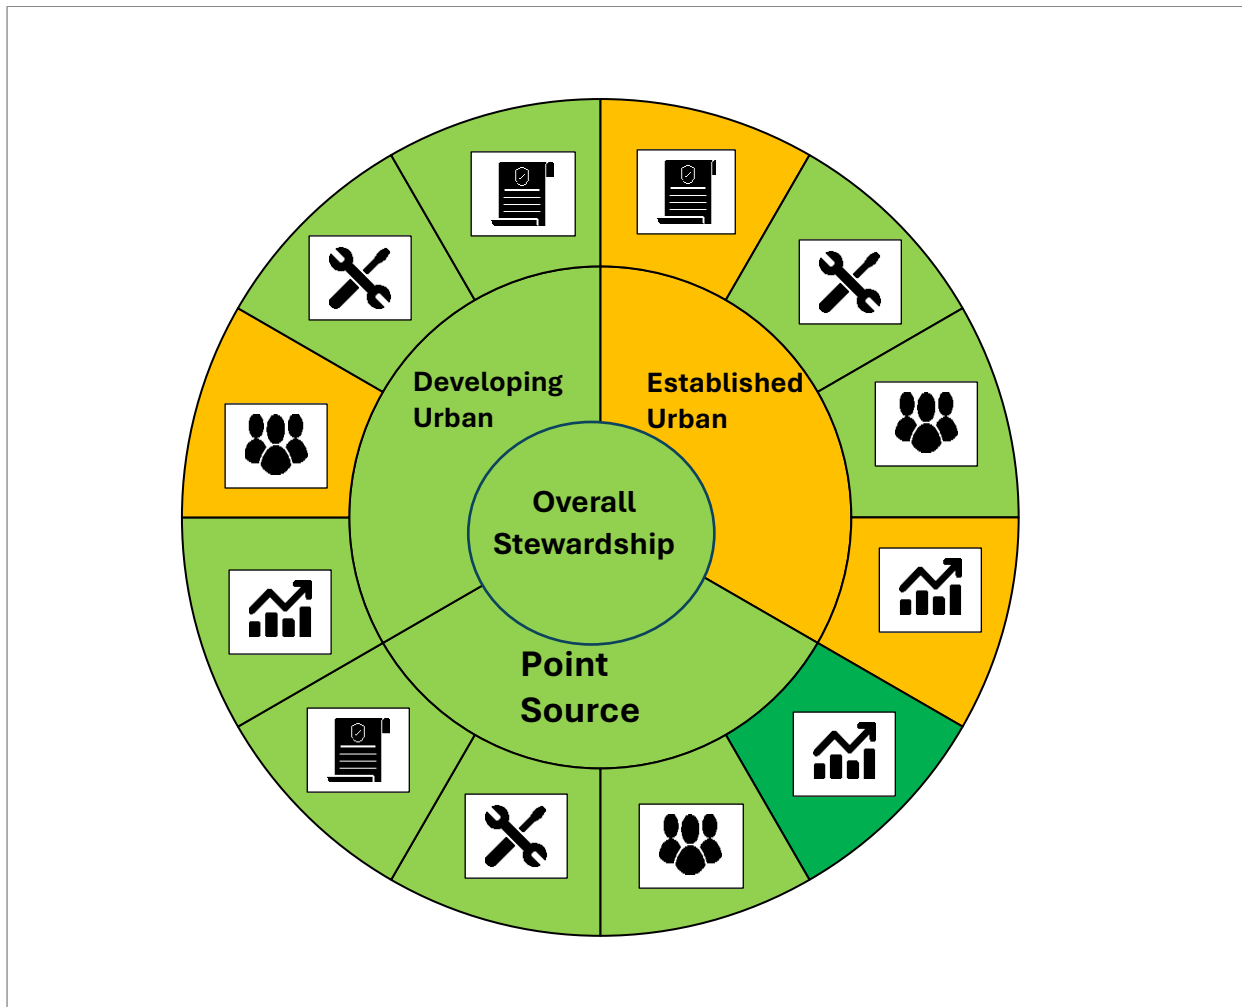 Developing
Urban
Established
Urban
Overall
Stewardship
Point
Source